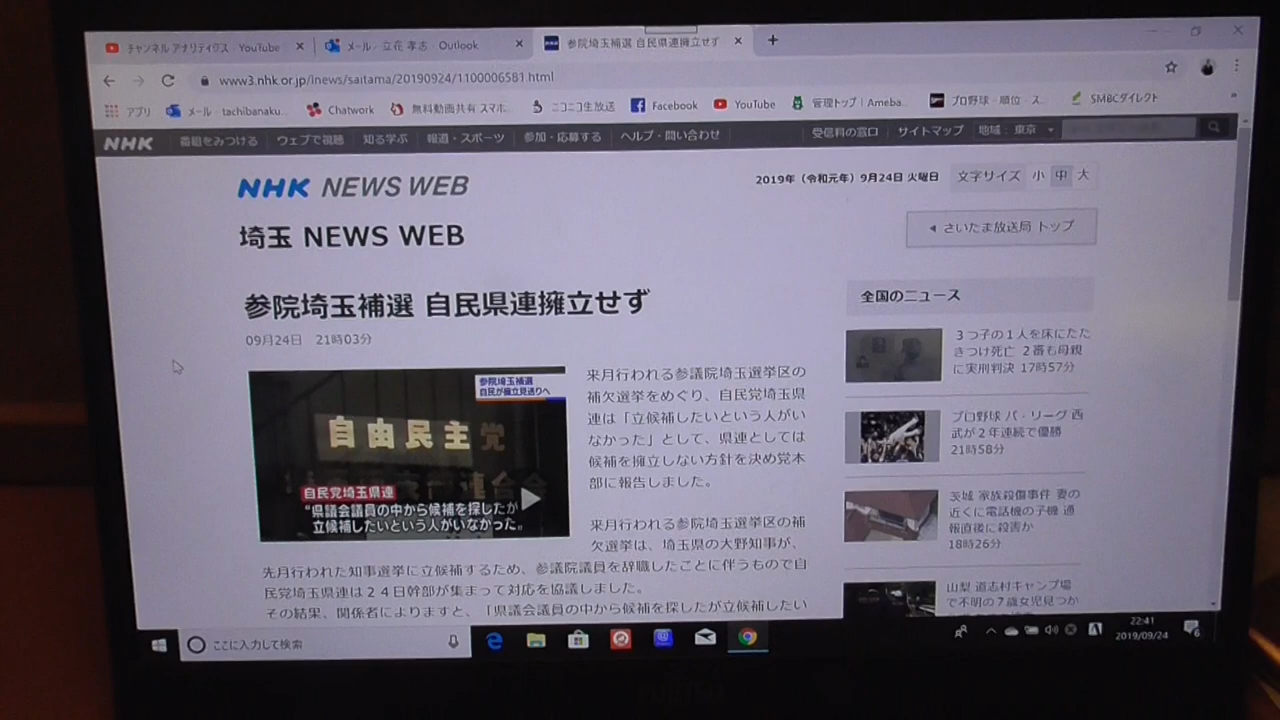 チャンネル アナリティクス - YouTube
メール - 立花 孝志 - Outlook
参院埼玉補選 自民県連擁立せず
www3.nhk.or.jp/lnews/saitama/20190924/1100006581.html
アプリ
メール - tachibanaku...
Chatwork
無料動画共有 スマホ...
ニコニコ生放送
Facebook
YouTube
管理トップ | Ameba...
プロ野球 - 順位 - ス...
SMBCダイレクト
NHK
番組をみつける
ウェブで視聴
知る学ぶ
報道・スポーツ
参加・応募する
ヘルプ・問い合わせ
受信料の窓口
サイトマップ
地域：東京
NHK NEWS WEB
2019年（令和元年）9月24日 火曜日
文字サイズ 小 中 大
埼玉 NEWS WEB
さいたま放送局 トップ
参院埼玉補選 自民県連擁立せず
09月24日 21時03分
参院埼玉補選
自民が擁立見送りへ
自由民主党
自民党埼玉県連
“県議会議員の中から候補を探したが
立候補したいという人がいなかった”
来月行われる参議院埼玉選挙区の
補欠選挙をめぐり、自民党埼玉県
連は「立候補したいという人がい
なかった」として、県連としては
候補を擁立しない方針を決め党本
部に報告しました。
来月行われる参院埼玉選挙区の補
欠選挙は、埼玉県の大野知事が、
先月行われた知事選挙に立候補するため、参議院議員を辞職したことに伴うもので自
民党埼玉県連は２４日幹部が集まって対応を協議しました。
その結果、関係者によりますと、「県議会議員の中から候補を探したが立候補したい
全国のニュース
３つ子の１人を床にたた
きつけ死亡 ２審も母親
に実刑判決 17時57分
プロ野球 パ・リーグ 西
武が２年連続で優勝
21時58分
茨城 家族殺傷事件 妻の
近くに電話機の子機 通
報直後に殺害か
18時26分
山梨 道志村キャンプ場
で不明の７歳女児見つか
ここに入力して検索
22:41
2019/09/24
6